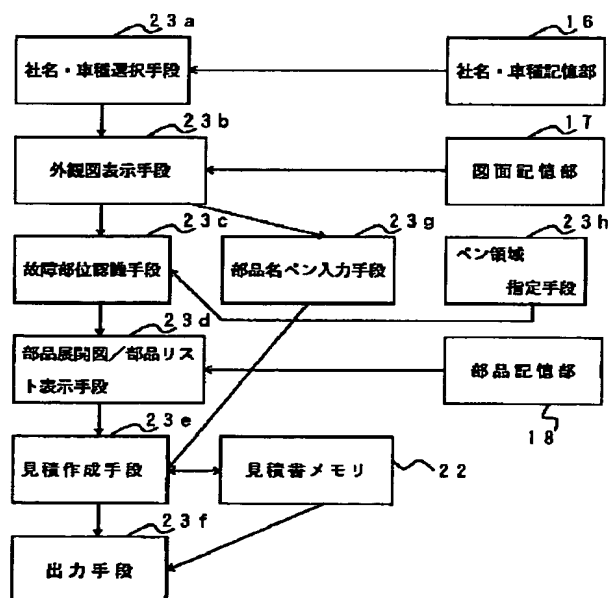 23a
16
社名・車種選択手段
社名・車種記憶部
23b
17
外観図表示手段
図面記憶部
23c
23g
23h
故障部位認識手段
部品名ペン入力手段
ペン領域
指定手段
23d
部品展開図/部品リス
ト表示手段
部品記憶部
18
23e
見積作成手段
見積書メモリ
22
23f
出力手段